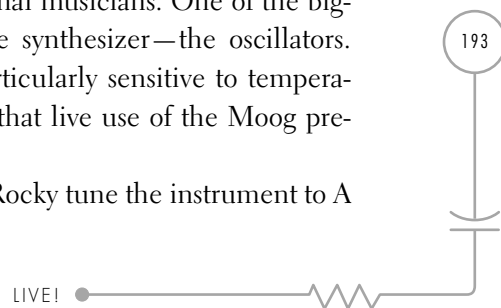 nal musicians. One of the big-
e synthesizer—the oscillators.
rticularly sensitive to tempera-
that live use of the Moog pre-
Rocky tune the instrument to A
193
LIVE!